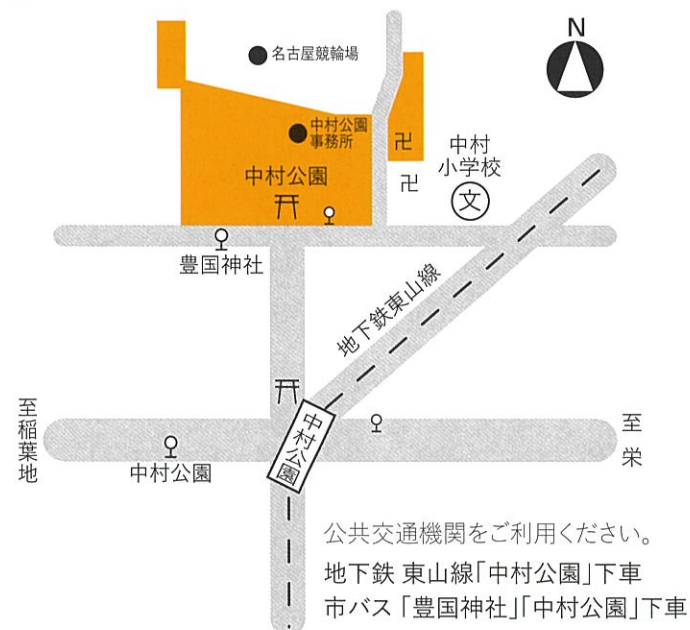 N
名古屋競輪場
中村公園
事務所
中村公園
卍
卍
中村
小学校
文
豊国神社
地下鉄東山線
至稲葉地
中村公園
中村公園
至栄
公共交通機関をご利用ください。
地下鉄 東山線「中村公園」下車
市バス「豊国神社」「中村公園」下車